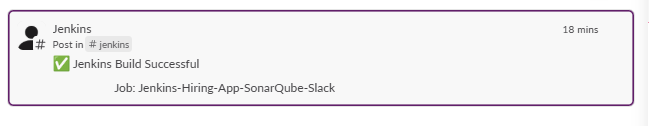 Jenkins
18 mins
Post in # jenkins
#
✅ Jenkins Build Successful
Job: Jenkins-Hiring-App-SonarQube-Slack